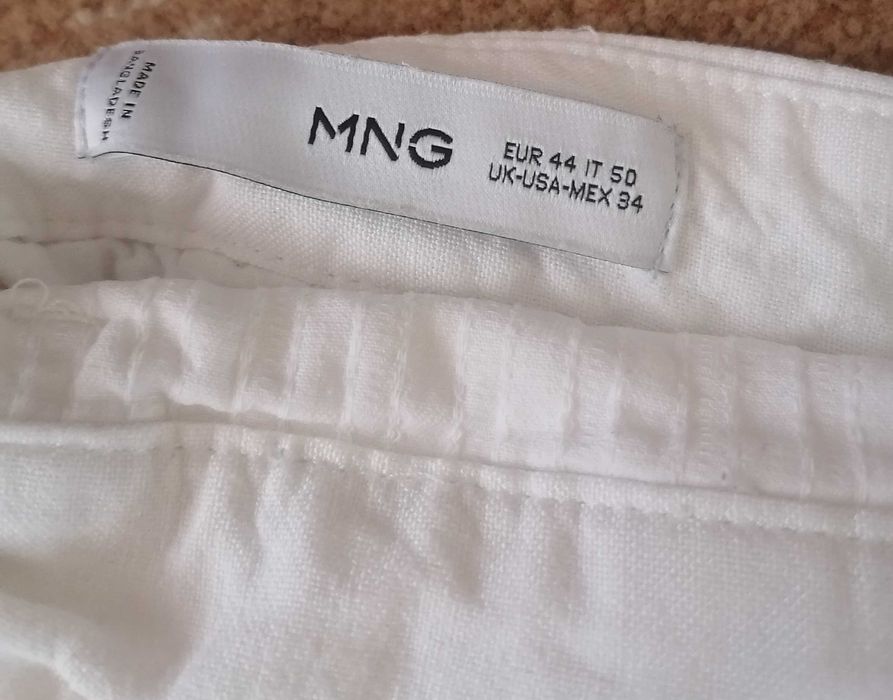 MADE IN
BANGLADESH
MNG
EUR 44 IT 50
UK-USA-MEX 34